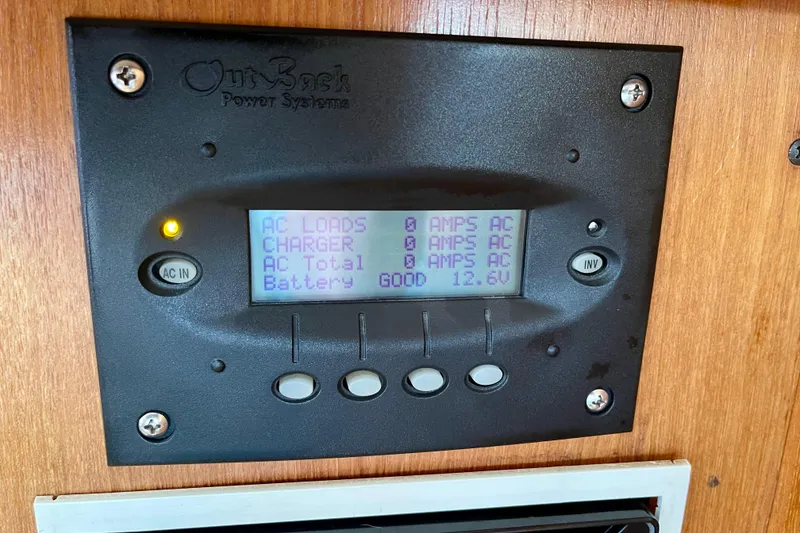 OutBack
Power Systems
AC LOADS 0 AMPS AC
CHARGER 0 AMPS AC
AC Total 0 AMPS AC
Battery GOOD 12.6V
AC IN
INV